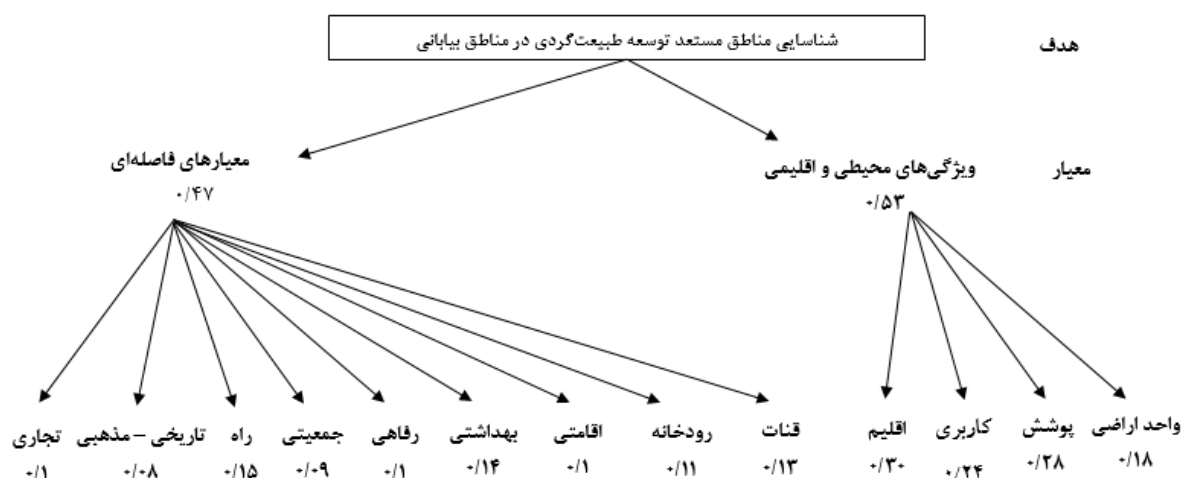 شناسایی مناطق مستعد توسعه طبیعت‌گردی در مناطق بیابانی
هدف
معیار
ویژگی‌های محیطی و اقلیمی
۰/۵۳
معیارهای فاصله‌ای
۰/۴۷
واحد اراضی پوشش کاربری اقلیم قنات رودخانه اقامتی بهداشتی رفاهی جمعیتی راه تاریخی – مذهبی تجاری
۰/۱۸ ۰/۲۸ ۰/۲۴ ۰/۳۰ ۰/۱۳ ۰/۱۱ ۰/۱ ۰/۱۴ ۰/۱ ۰/۰۹ ۰/۱۵ ۰/۰۸ ۰/۱